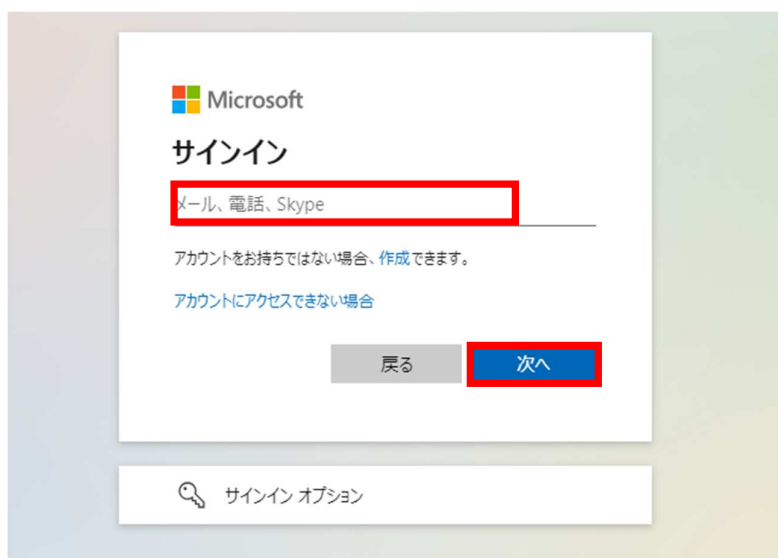 Microsoft
サインイン
メール、電話、Skype
アカウントをお持ちではない場合、作成できます。
アカウントにアクセスできない場合
戻る 次へ
サインイン オプション